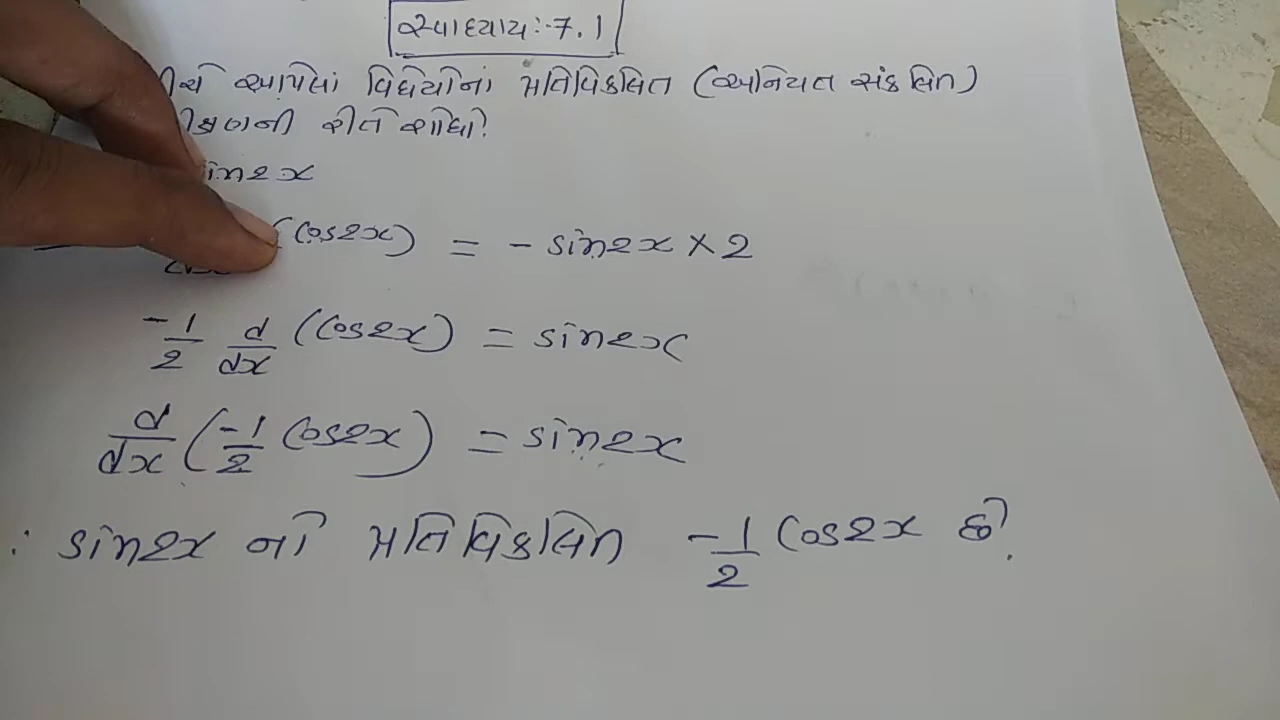 સ્વાધ્યાય:-7.1
આપેલાં વિધેયોનાં પ્રતિવિકલિત (અનિયત સંકલિત)
રીતે શોધો.
sin2x
(cos2x) = - sin2x × 2
-1/2 d/dx (cos2x) = sin2x
d/dx (-1/2 cos2x) = sin2x
∴ sin2x નો પ્રતિવિકલિત -1/2 cos2x છે.